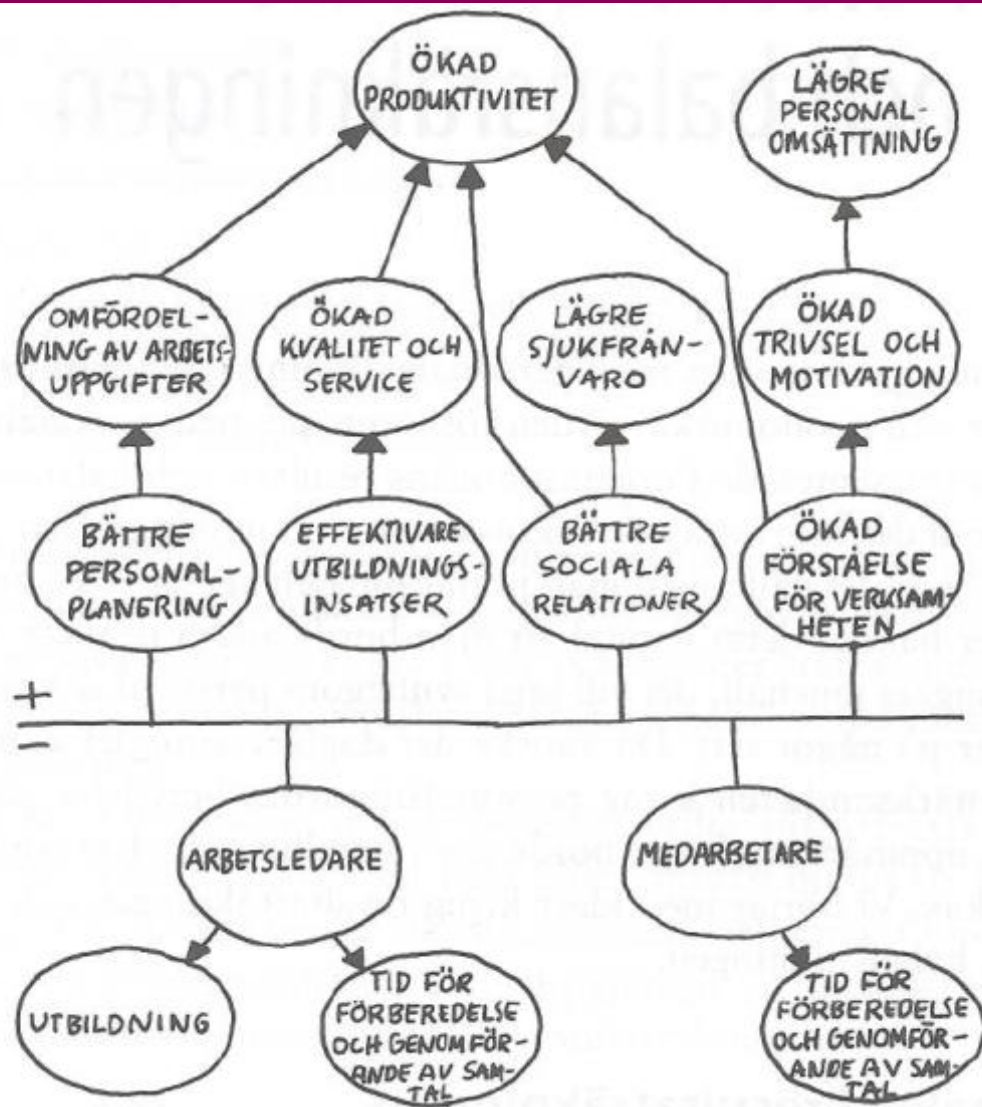 ÖKAD
PRODUKTIVITET
LÄGRE
PERSONAL-
OMSÄTTNING
OMFÖRDEL-
NING AV ARBETS-
UPPGIFTER
ÖKAD
KVALITET OCH
SERVICE
LÄGRE
SJUKFRÅN-
VARO
ÖKAD
TRIVSEL OCH
MOTIVATION
BÄTTRE
PERSONAL-
PLANERING
EFFEKTIVARE
UTBILDNINGS-
INSATSER
BÄTTRE
SOCIALA
RELATIONER
ÖKAD
FÖRSTÅELSE
FÖR VERKSAM-
HETEN
+
–
ARBETSLEDARE
MEDARBETARE
UTBILDNING
TID FÖR
FÖRBEREDELSE
OCH GENOMFÖR-
ANDE AV SAM-
TAL
TID FÖR
FÖRBEREDELSE
OCH GENOMFÖR-
ANDE AV SAM-
TAL